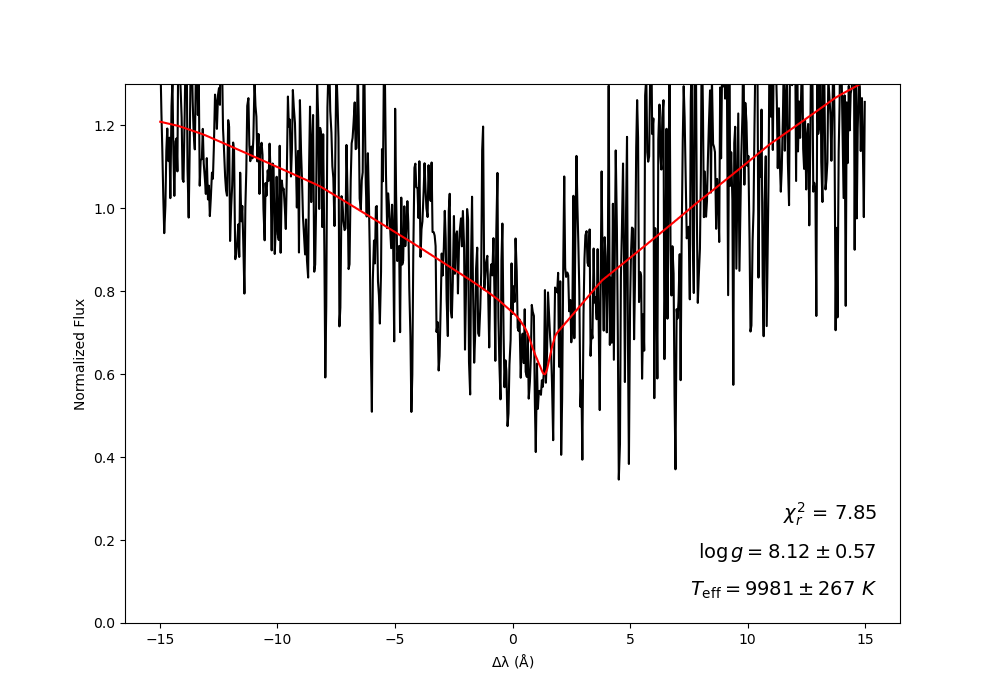 1.2
1.0
0.8
0.6
0.4
0.2
0.0
Normalized Flux
χ²ᵣ = 7.85
log g = 8.12 ± 0.57
T_eff = 9981 ± 267 K
−15 −10 −5 0 5 10 15
Δλ (Å)